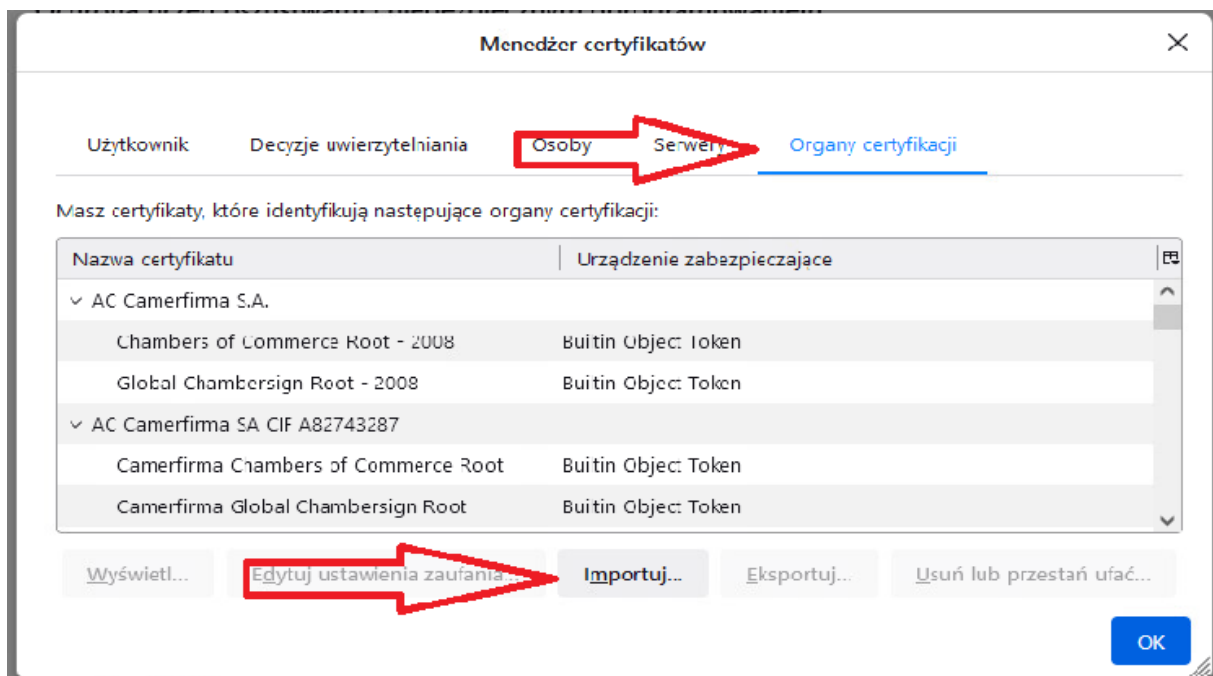 Menedżer certyfikatów
Użytkownik Decyzje uwierzytelniania Osoby Serwery Organy certyfikacji
Masz certyfikaty, które identyfikują następujące organy certyfikacji:
Nazwa certyfikatu Urządzenie zabezpieczające
AC Camerfirma S.A.
Chambers of Commerce Root - 2008 Builtin Object Token
Global Chambersign Root - 2008 Builtin Object Token
AC Camerfirma SA CIF A82743287
Camerfirma Chambers of Commerce Root Builtin Object Token
Camerfirma Global Chambersign Root Builtin Object Token
Wyświetl... Edytuj ustawienia zaufania... Importuj... Eksportuj... Usuń lub przestań ufać...
OK